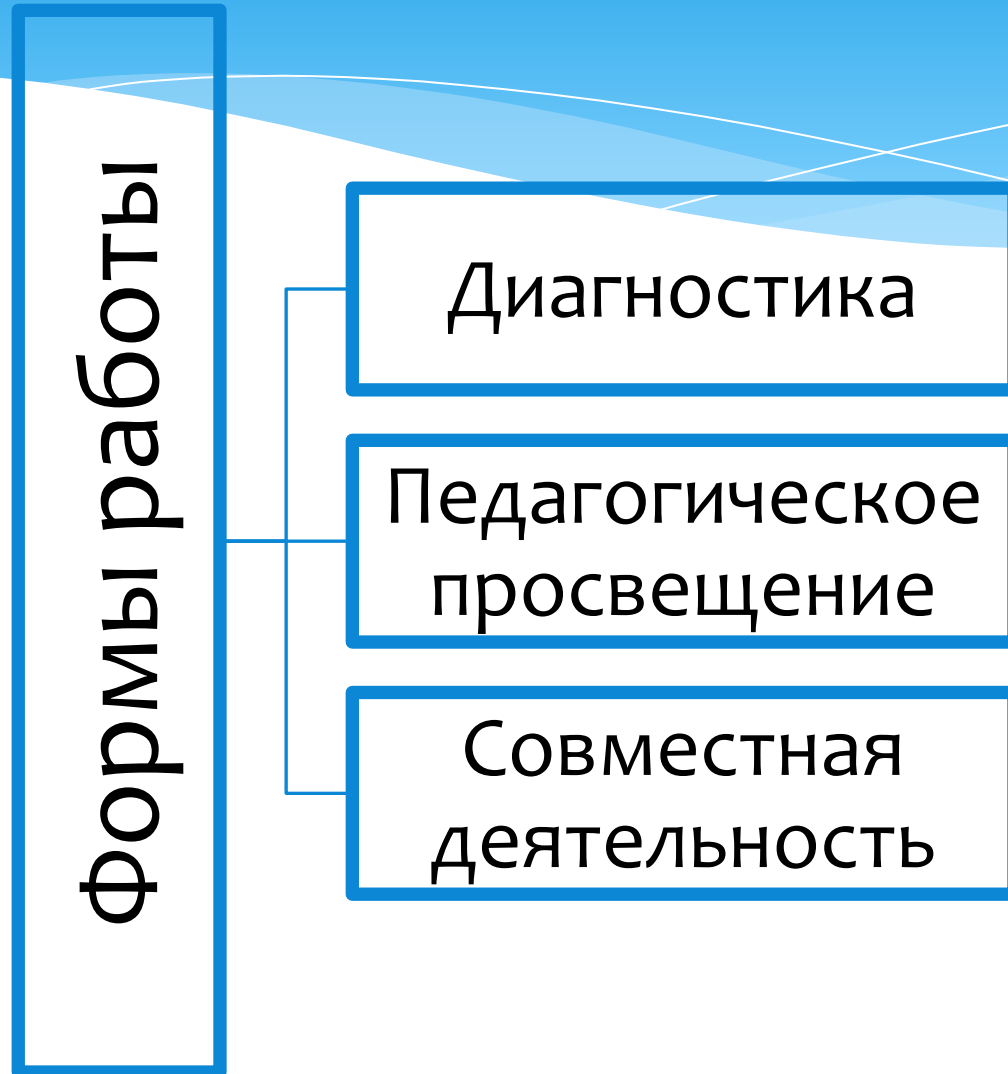 Формы работы
Диагностика
Педагогическое
просвещение
Совместная
деятельность